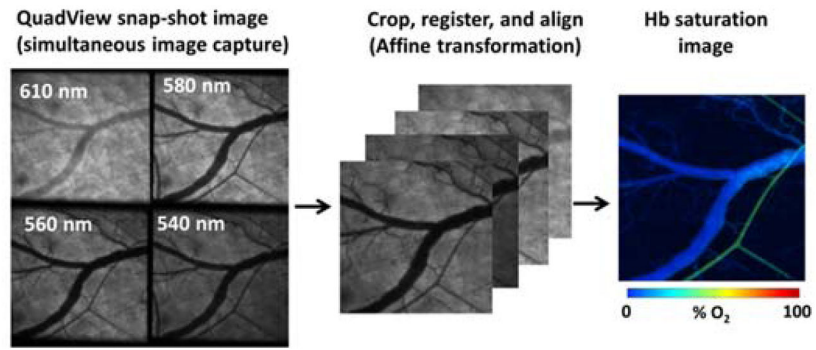 QuadView snap-shot image
(simultaneous image capture)
Crop, register, and align
(Affine transformation)
Hb saturation
image
610 nm
580 nm
560 nm
540 nm
0
% O₂
100